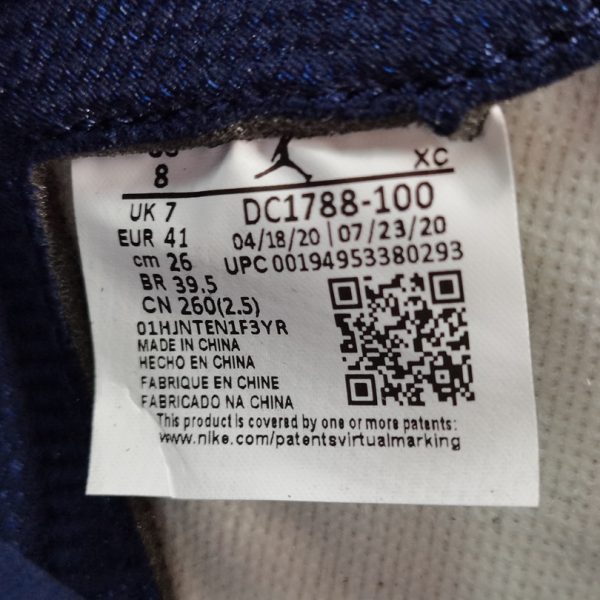 XC
8
UK 7
EUR 41
cm 26
BR 39.5
CN 260(2.5)
DC1788-100
04/18/20 | 07/23/20
UPC 00194953380293
01HJNTEN1F3YR
MADE IN CHINA
HECHO EN CHINA
FABRIQUE EN CHINE
FABRICADO NA CHINA
This product is covered by one or more patents:
www.nike.com/patentsvirtualmarking